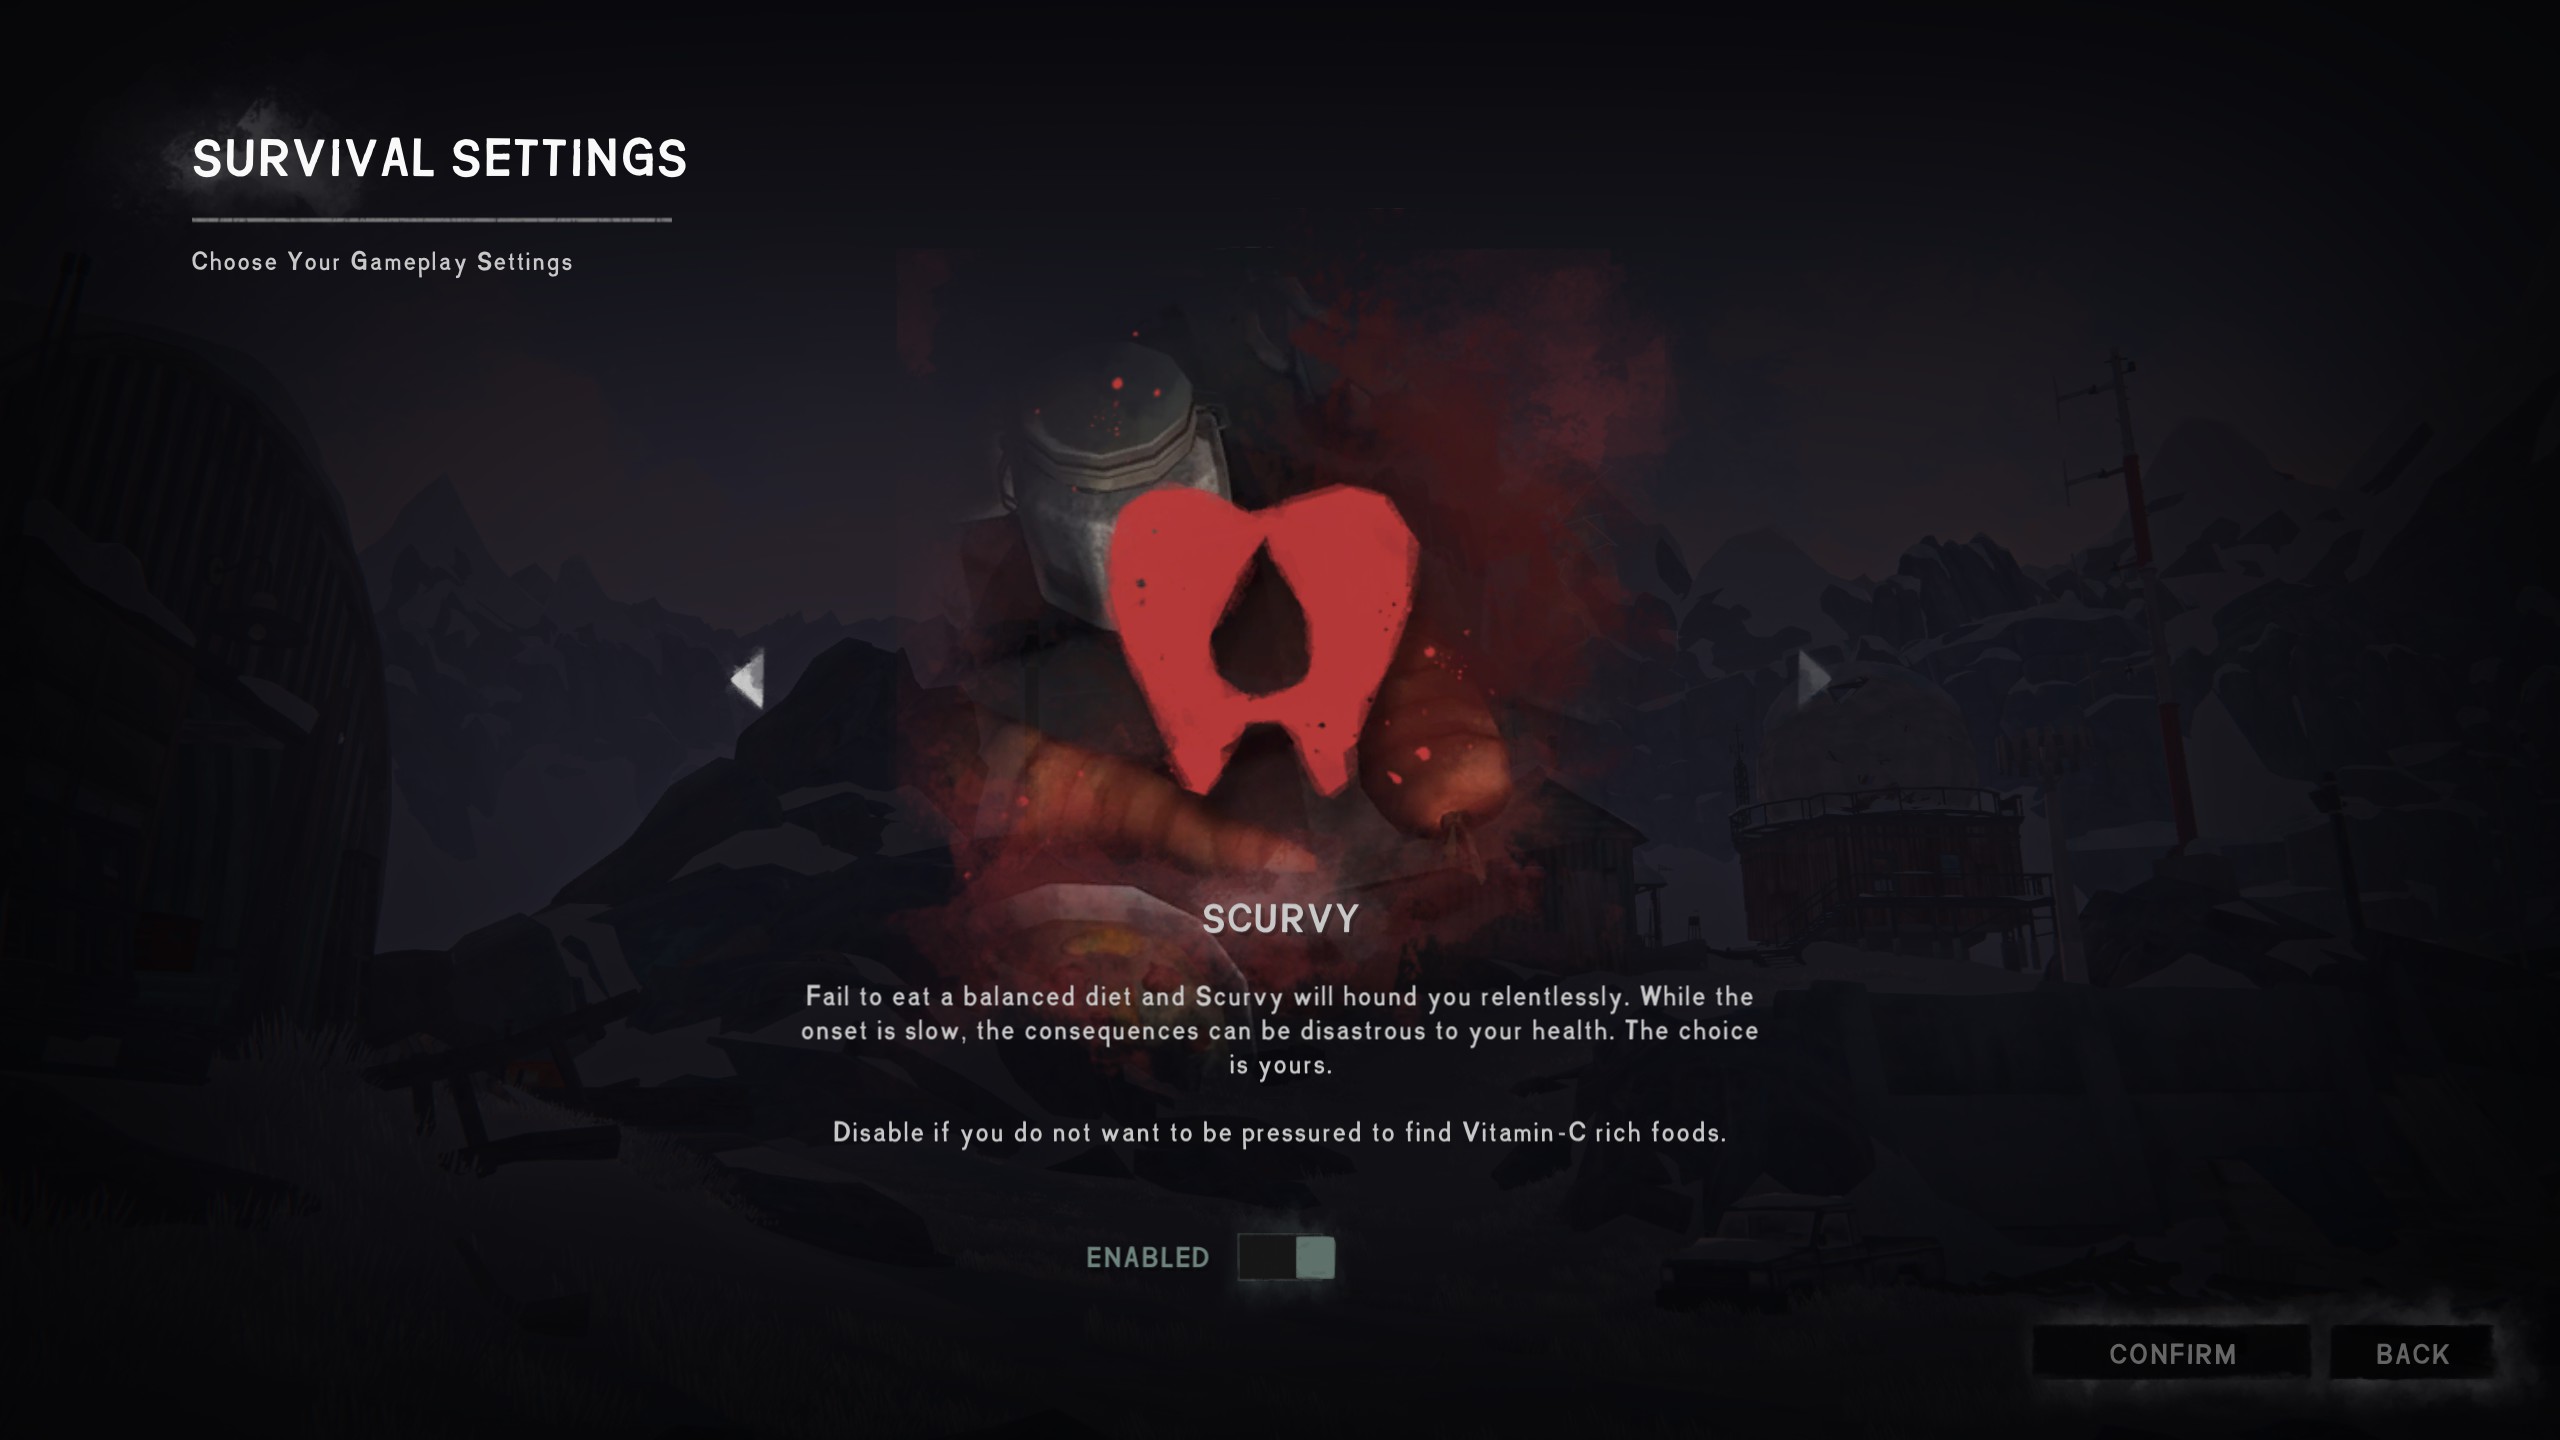 SURVIVAL SETTINGS
Choose Your Gameplay Settings
SCURVY
Fail to eat a balanced diet and Scurvy will hound you relentlessly. While the
onset is slow, the consequences can be disastrous to your health. The choice
is yours.
Disable if you do not want to be pressured to find Vitamin-C rich foods.
ENABLED
CONFIRM
BACK